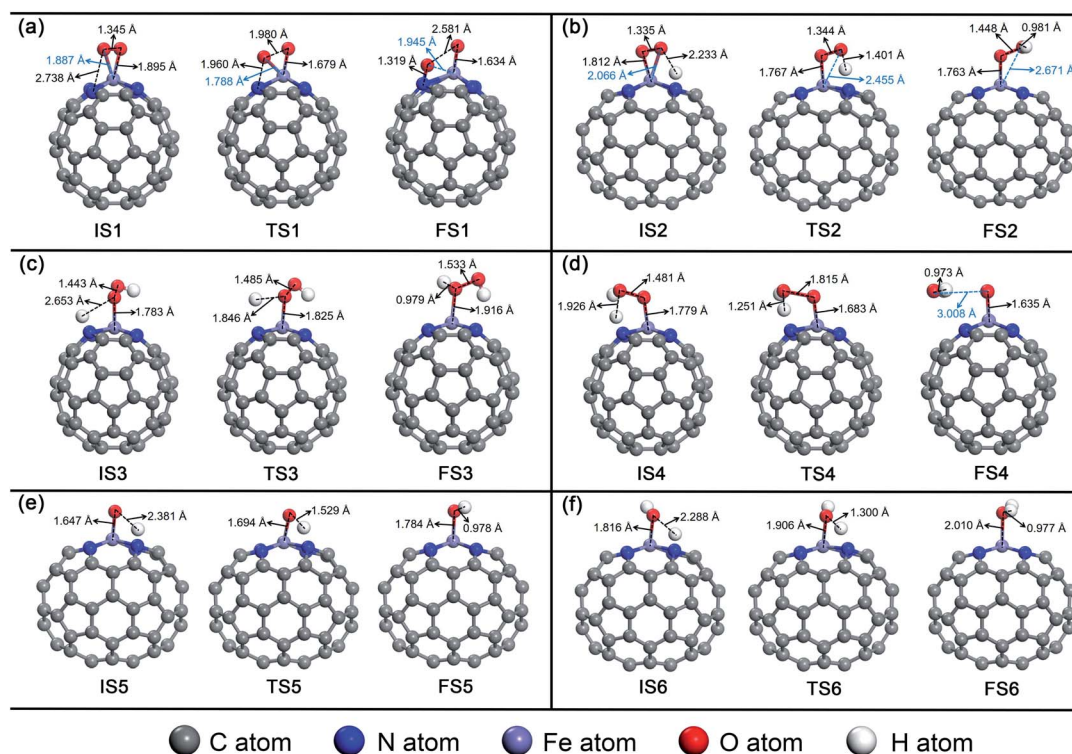 (a)
1.345 Å
1.887 Å
2.738 Å
1.895 Å
IS1
1.980 Å
1.960 Å
1.788 Å
1.679 Å
TS1
2.581 Å
1.945 Å
1.319 Å
1.634 Å
FS1
(b)
1.335 Å
1.812 Å
2.066 Å
2.233 Å
IS2
1.344 Å
1.401 Å
1.767 Å
2.455 Å
TS2
1.448 Å
0.981 Å
1.763 Å
2.671 Å
FS2
(c)
1.443 Å
2.653 Å
1.783 Å
IS3
1.485 Å
1.846 Å
1.825 Å
TS3
1.533 Å
0.979 Å
1.916 Å
FS3
(d)
1.481 Å
1.926 Å
1.779 Å
IS4
1.815 Å
1.251 Å
1.683 Å
TS4
0.973 Å
3.008 Å
1.635 Å
FS4
(e)
1.647 Å
2.381 Å
IS5
1.529 Å
1.694 Å
TS5
1.784 Å
0.978 Å
FS5
(f)
1.816 Å
2.288 Å
IS6
1.300 Å
1.906 Å
TS6
2.010 Å
0.977 Å
FS6
C atom
N atom
Fe atom
O atom
H atom